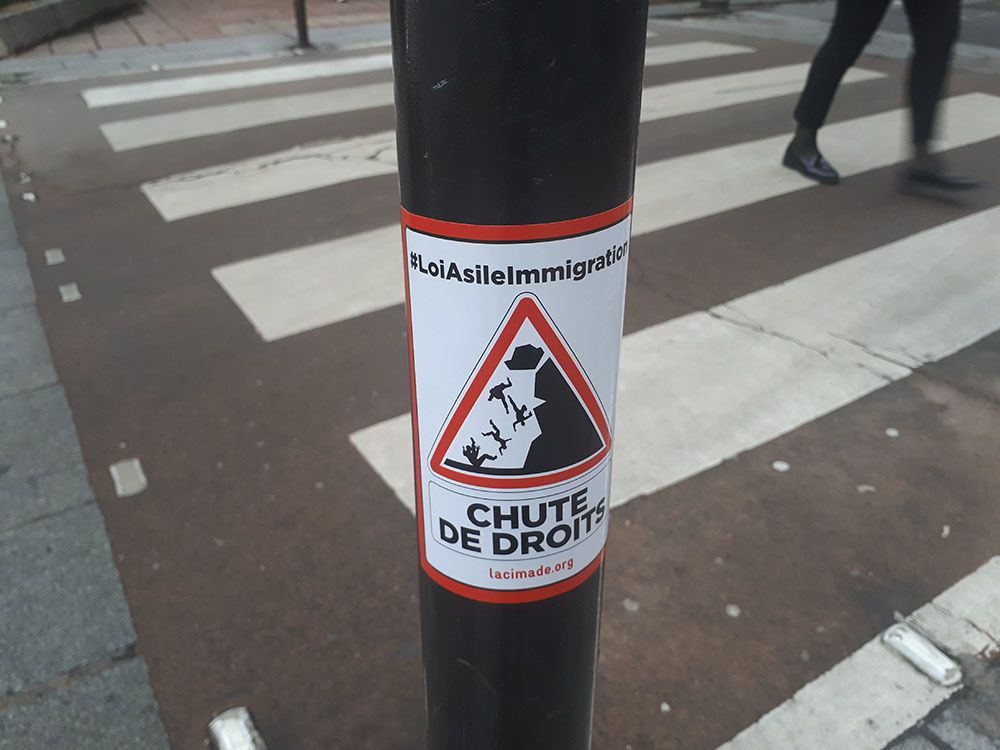 #LoiAsileImmigration
CHUTE
DE DROITS
lacimade.org